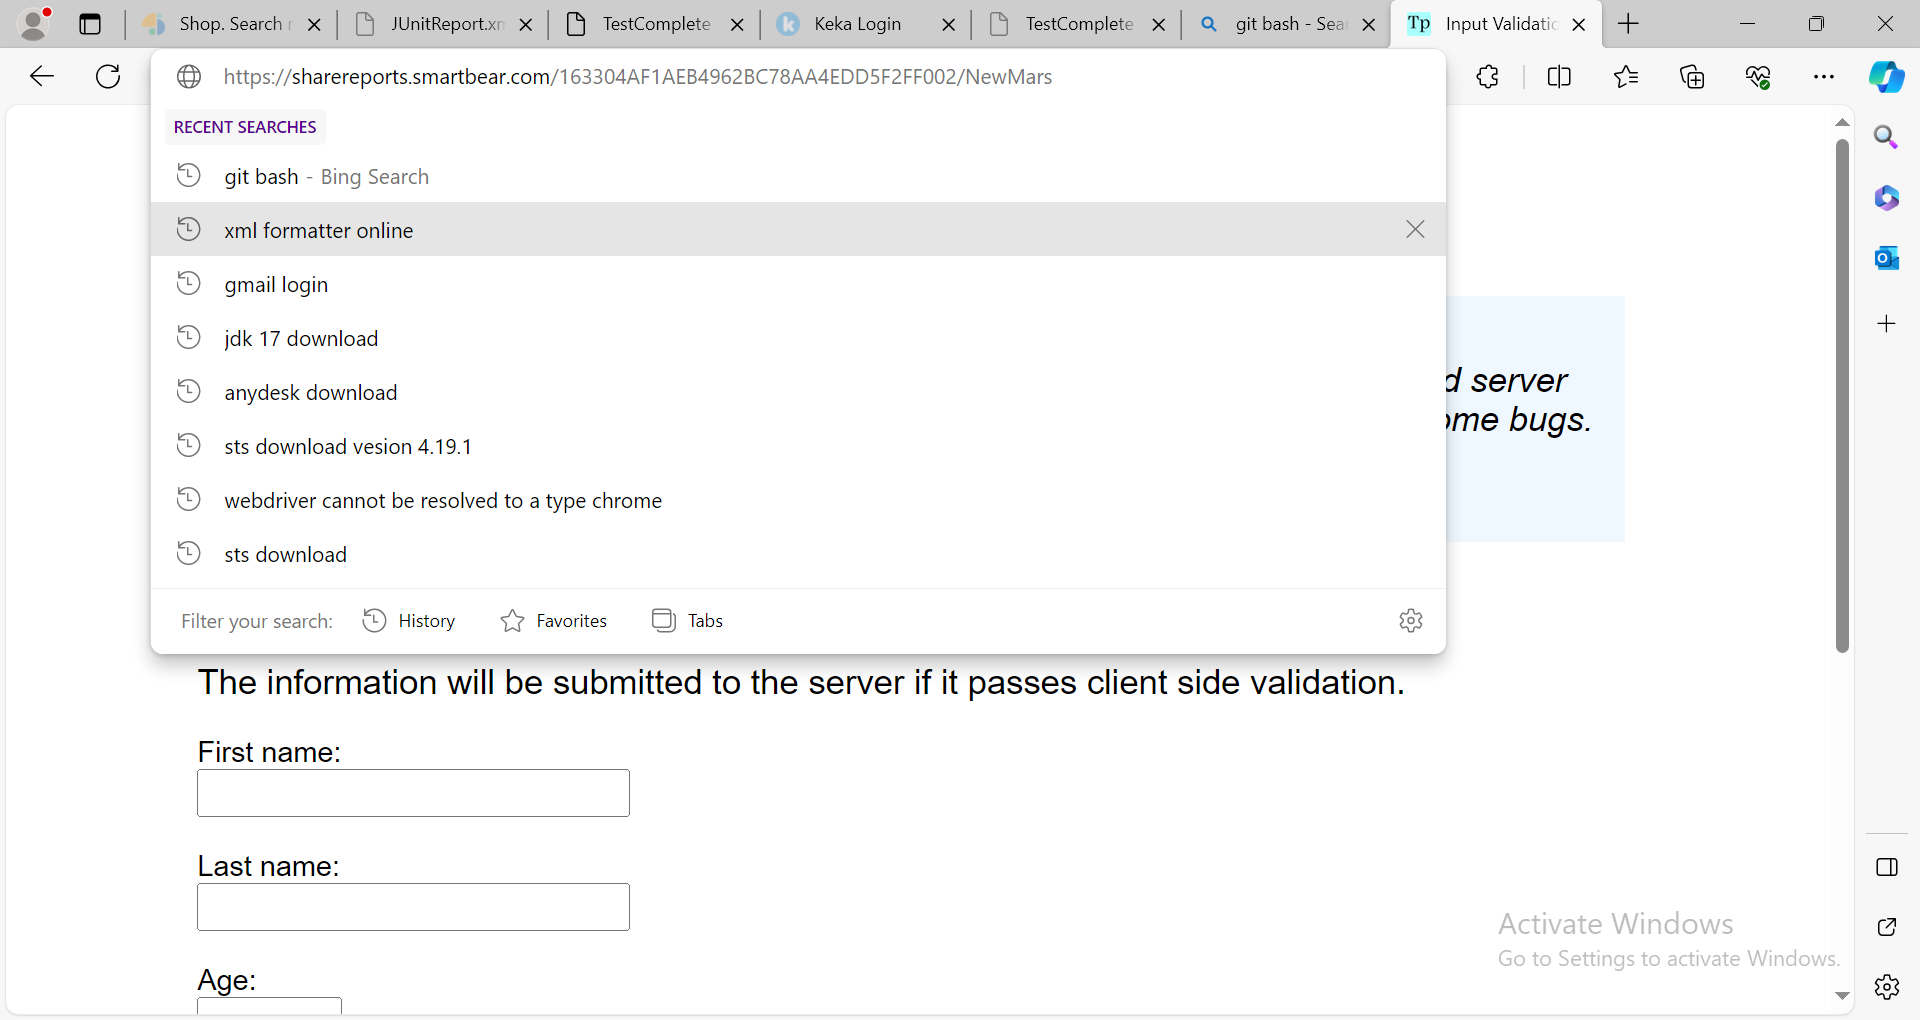 Shop. Search r
JUnitReport.xn
TestComplete
Keka Login
TestComplete
git bash - Sea
Tp Input Validatio
https://sharereports.smartbear.com/163304AF1AEB4962BC78AA4EDD5F2FF002/NewMars
RECENT SEARCHES
git bash - Bing Search
xml formatter online
gmail login
jdk 17 download
anydesk download
sts download vesion 4.19.1
webdriver cannot be resolved to a type chrome
sts download
Filter your search: History Favorites Tabs
d server
ome bugs.
The information will be submitted to the server if it passes client side validation.
First name:
Last name:
Age:
Activate Windows
Go to Settings to activate Windows.